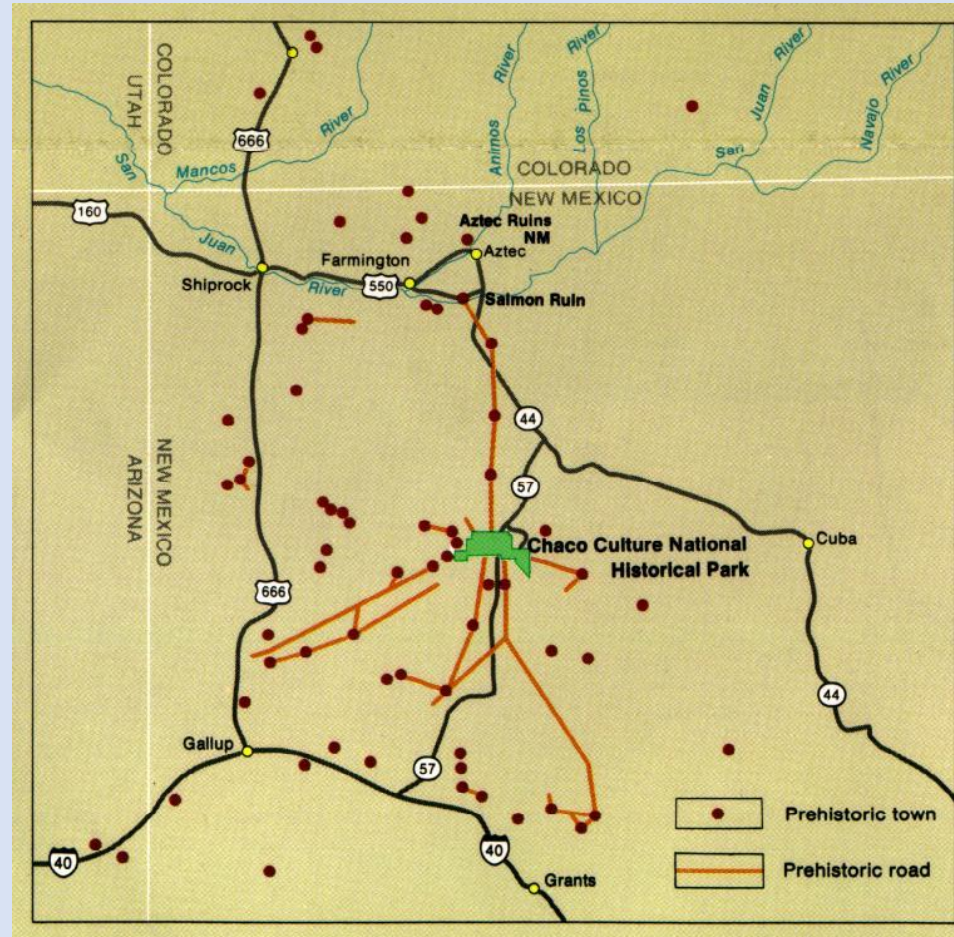 COLORADO
UTAH
666
San
Mancos
River
Animos
River
Los Pinos
River
San
Juan
River
Navajo
River
COLORADO
NEW MEXICO
160
Juan
River
Aztec Ruins
NM
Aztec
Farmington
550
Shiprock
Salmon Ruin
44
NEW MEXICO
ARIZONA
57
Chaco Culture National
Historical Park
Cuba
666
44
Gallup
57
40
40
Grants
Prehistoric town
Prehistoric road